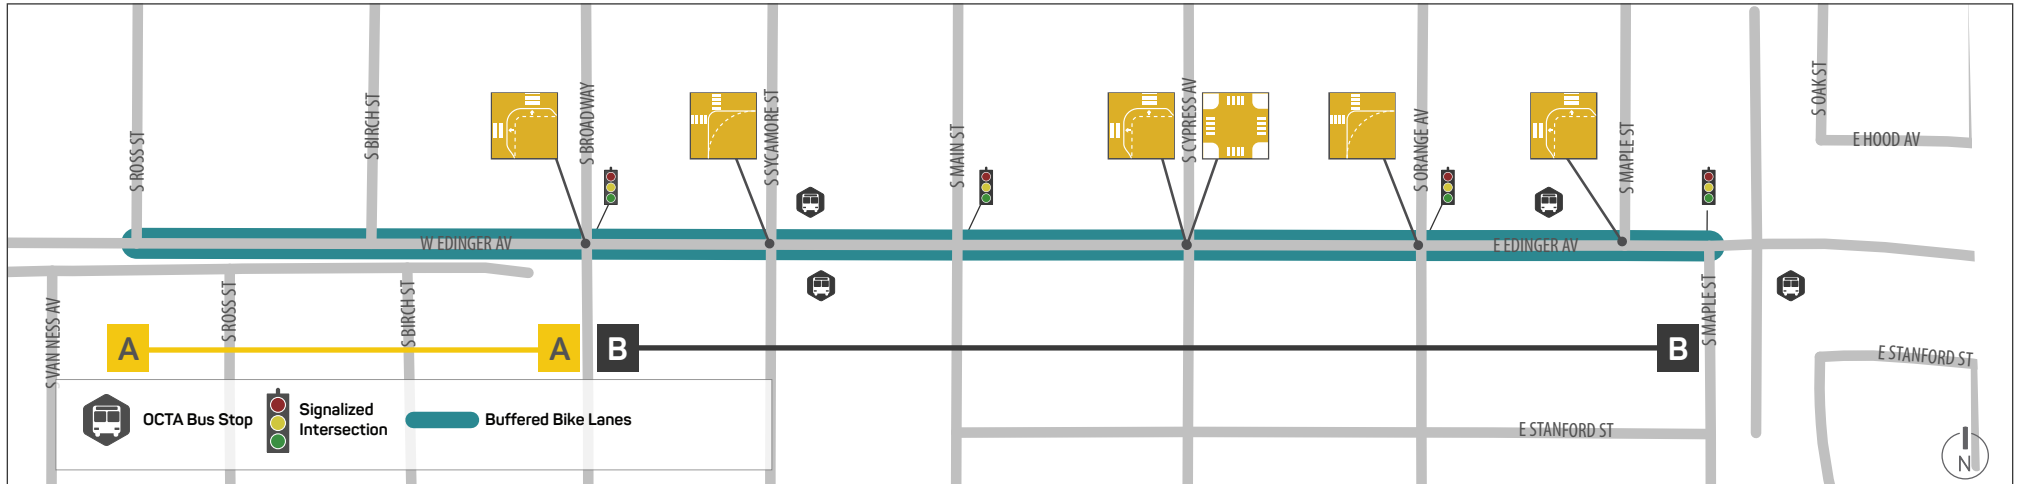 S ROSS ST
S BIRCH ST
S BROADWAY
S SYCAMORE ST
S MAIN ST
S CYPRESS AV
S ORANGE AV
S MAPLE ST
S OAK ST
E HOOD AV
W EDINGER AV
E EDINGER AV
S VAN NESS AV
S ROSS ST
S BIRCH ST
S MAPLE ST
A
A
B
B
E STANFORD ST
E STANFORD ST
OCTA Bus Stop
Signalized
Intersection
Buffered Bike Lanes
N